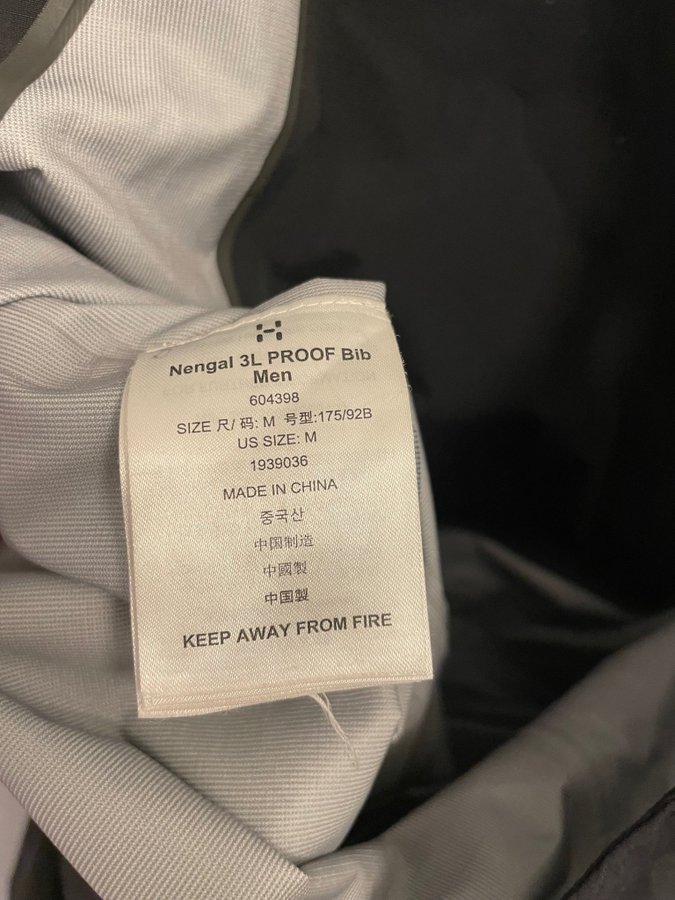 Nengal 3L PROOF Bib
Men
604398
SIZE 尺/ 码: M 号型:175/92B
US SIZE: M
1939036
MADE IN CHINA
중국산
中国制造
中國製
中国製
KEEP AWAY FROM FIRE